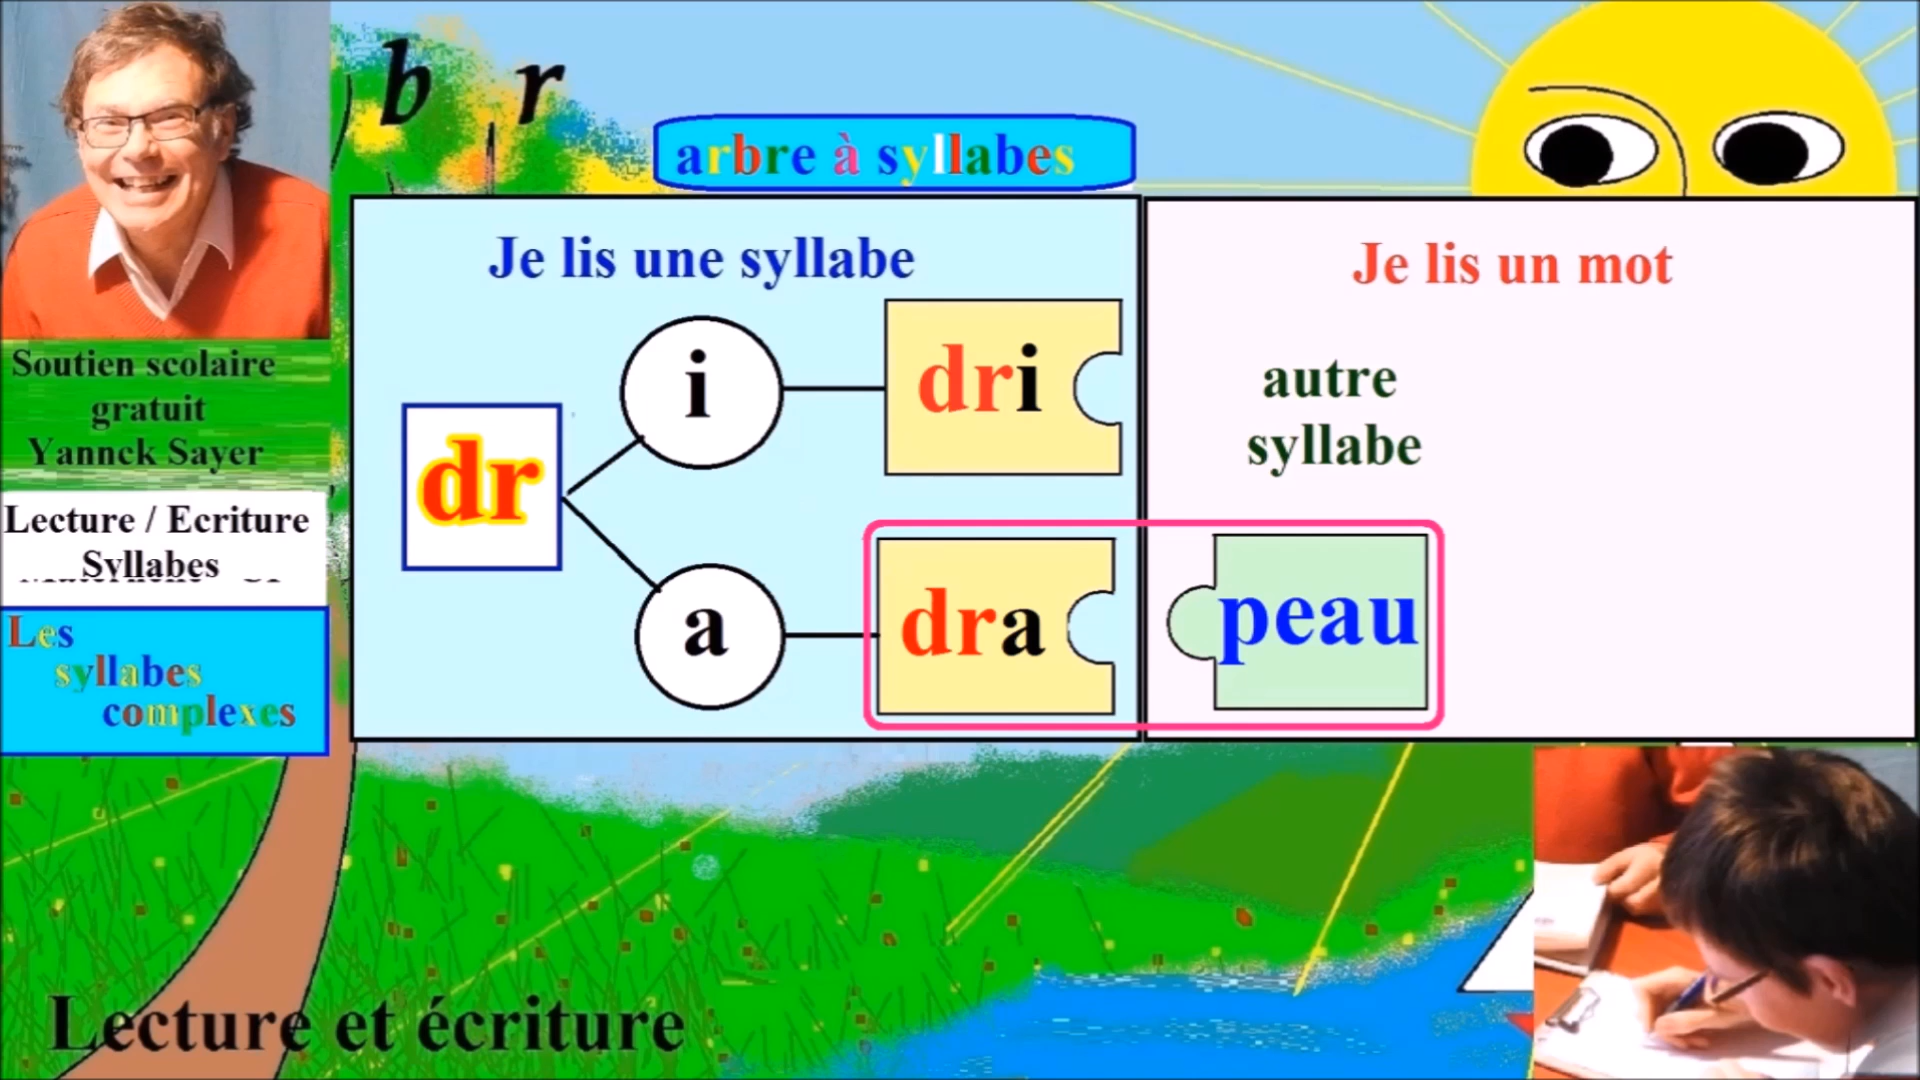 b r
arbre à syllabes
Je lis une syllabe
i
dri
dr
a
dra
Je lis un mot
autre
syllabe
peau
Soutien scolaire
gratuit
Yannck Sayer
Lecture / Ecriture
Syllabes
Les
syllabes
complexes
Lecture et écriture